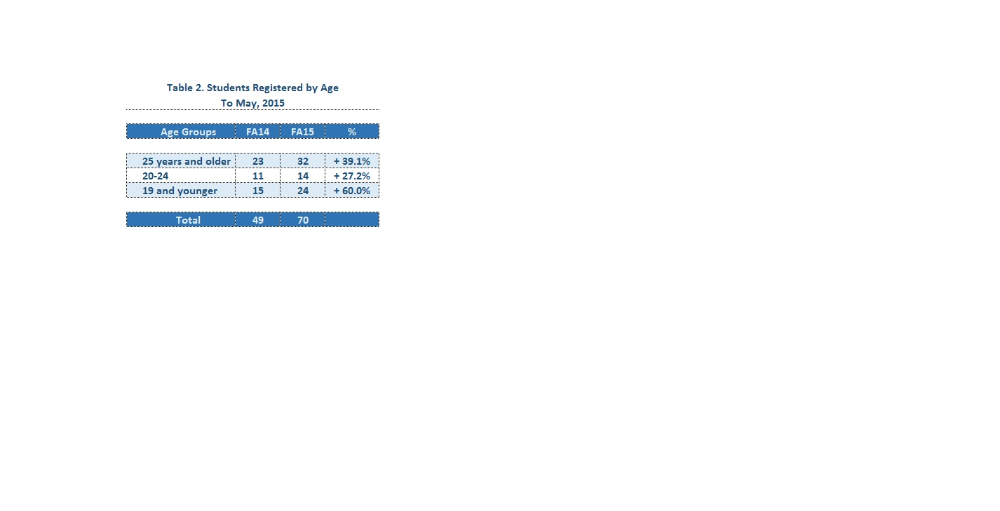 Table 2. Students Registered by Age
To May, 2015
Age Groups FA14 FA15 %
25 years and older 23 32 + 39.1%
20-24 11 14 + 27.2%
19 and younger 15 24 + 60.0%
Total 49 70